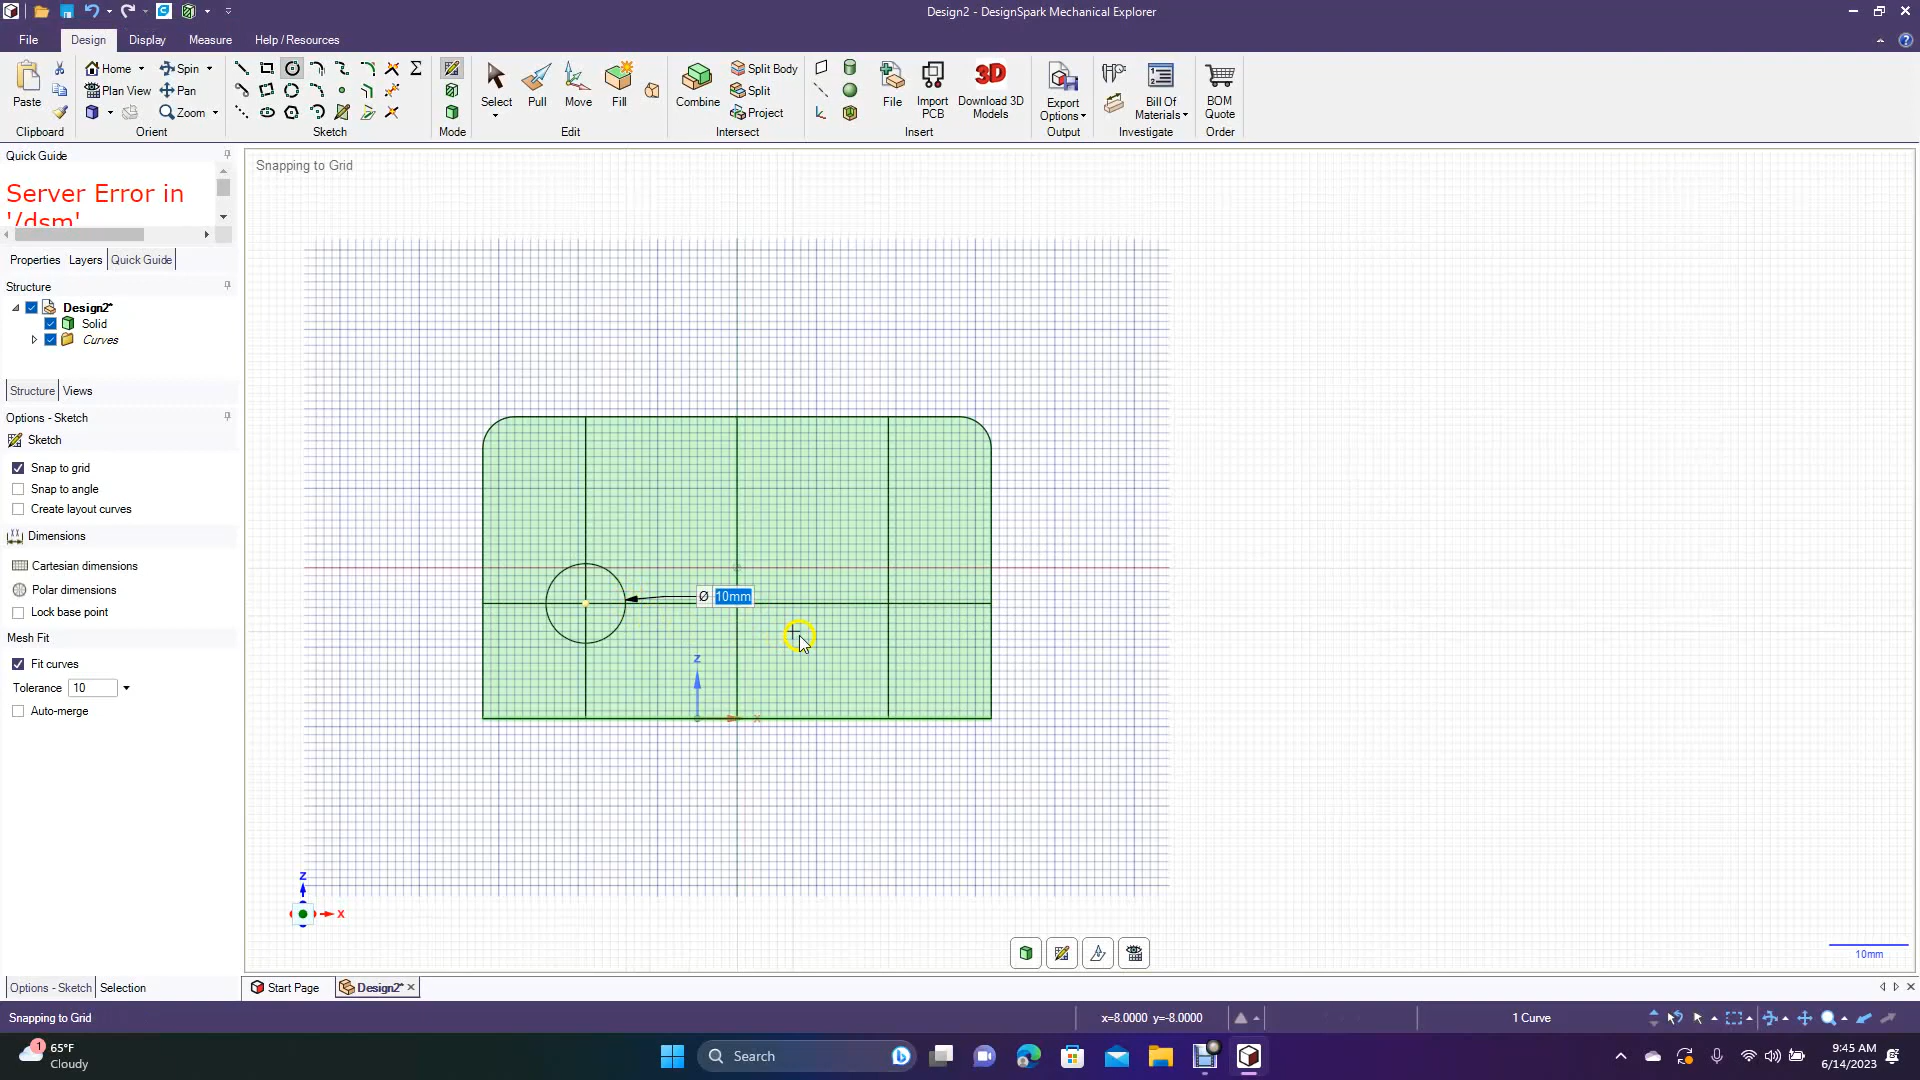 Design2 - DesignSpark Mechanical Explorer
File
Design
Display
Measure
Help / Resources
Paste
Home
Spin
Plan View
Pan
Zoom
Select
Pull
Move
Fill
Combine
Split Body
Split
Project
File
Import PCB
Download 3D Models
Export Options
Bill Of Materials
BOM Quote
Clipboard
Orient
Sketch
Mode
Edit
Intersect
Insert
Output
Investigate
Order
Quick Guide
Server Error in
'/dsm'
Properties
Layers
Quick Guide
Structure
Design2*
Solid
Curves
Structure
Views
Options - Sketch
Sketch
Snap to grid
Snap to angle
Create layout curves
Dimensions
Cartesian dimensions
Polar dimensions
Lock base point
Mesh Fit
Fit curves
Tolerance 10
Auto-merge
Snapping to Grid
Ø 10mm
Z
X
Z
X
10mm
Options - Sketch
Selection
Start Page
Design2*
Snapping to Grid
x=8.0000 y=-8.0000
1 Curve
1
65°F
Cloudy
Search
9:45 AM
6/14/2023